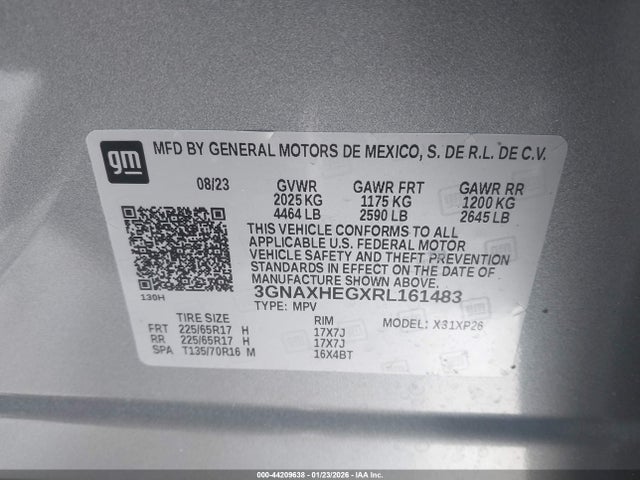 gm
MFD BY GENERAL MOTORS DE MEXICO, S. DE R.L. DE C.V.
08/23 GVWR GAWR FRT GAWR RR
2025 KG 1175 KG 1200 KG
4464 LB 2590 LB 2645 LB
THIS VEHICLE CONFORMS TO ALL
APPLICABLE U.S. FEDERAL MOTOR
VEHICLE SAFETY AND THEFT
PREVENTION STANDARDS IN EFFECT
ON THE DATE OF MANUFACTURE
SHOWN ABOVE.
130H
3GNAXHEGXRL161483
TYPE: MPV
TIRE SIZE RIM MODEL: X31XP26
FRT 225/65R17 H 17X7J
RR 225/65R17 H 17X7J
SPA T135/70R16 M 16X4BT
000-44209638 - 01/23/2026 - IAA Inc.